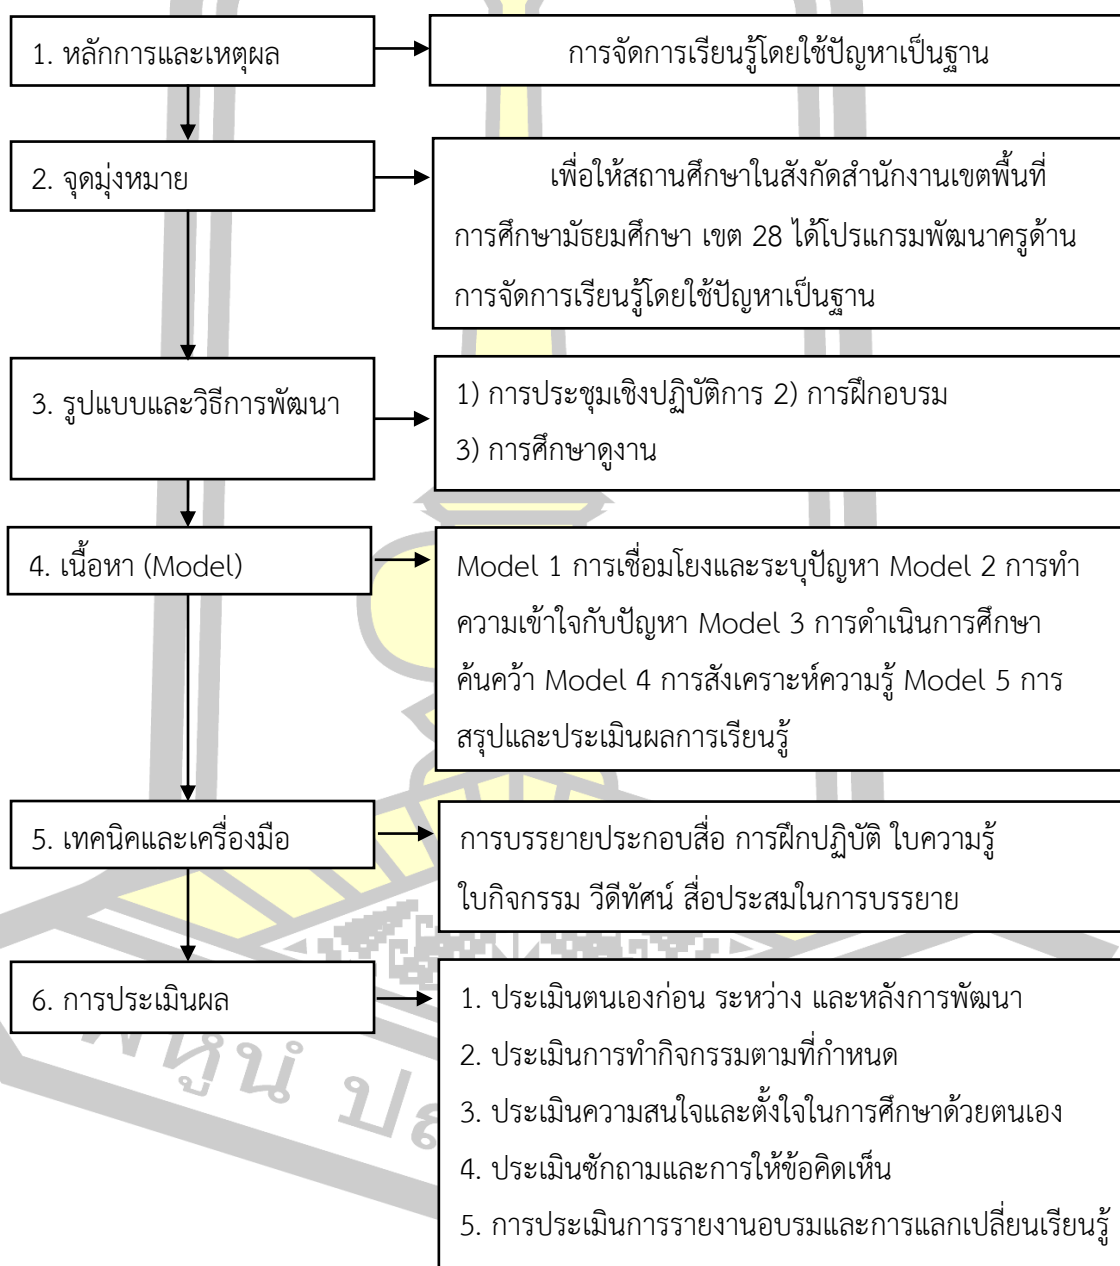 1. หลักการและเหตุผล
การจัดการเรียนรู้โดยใช้ปัญหาเป็นฐาน
2. จุดมุ่งหมาย
เพื่อให้สถานศึกษาในสังกัดสำนักงานเขตพื้นที่
การศึกษามัธยมศึกษา เขต 28 ได้โปรแกรมพัฒนาครูด้าน
การจัดการเรียนรู้โดยใช้ปัญหาเป็นฐาน
3. รูปแบบและวิธีการพัฒนา
1) การประชุมเชิงปฏิบัติการ 2) การฝึกอบรม
3) การศึกษาดูงาน
4. เนื้อหา (Model)
Model 1 การเชื่อมโยงและระบุปัญหา Model 2 การทำ
ความเข้าใจกับปัญหา Model 3 การดำเนินการศึกษา
ค้นคว้า Model 4 การสังเคราะห์ความรู้ Model 5 การ
สรุปและประเมินผลการเรียนรู้
5. เทคนิคและเครื่องมือ
การบรรยายประกอบสื่อ การฝึกปฏิบัติ ใบความรู้
ใบกิจกรรม วีดีทัศน์ สื่อประสมในการบรรยาย
6. การประเมินผล
1. ประเมินตนเองก่อน ระหว่าง และหลังการพัฒนา
2. ประเมินการทำกิจกรรมตามที่กำหนด
3. ประเมินความสนใจและตั้งใจในการศึกษาด้วยตนเอง
4. ประเมินซักถามและการให้ข้อคิดเห็น
5. การประเมินการรายงานอบรมและการแลกเปลี่ยนเรียนรู้